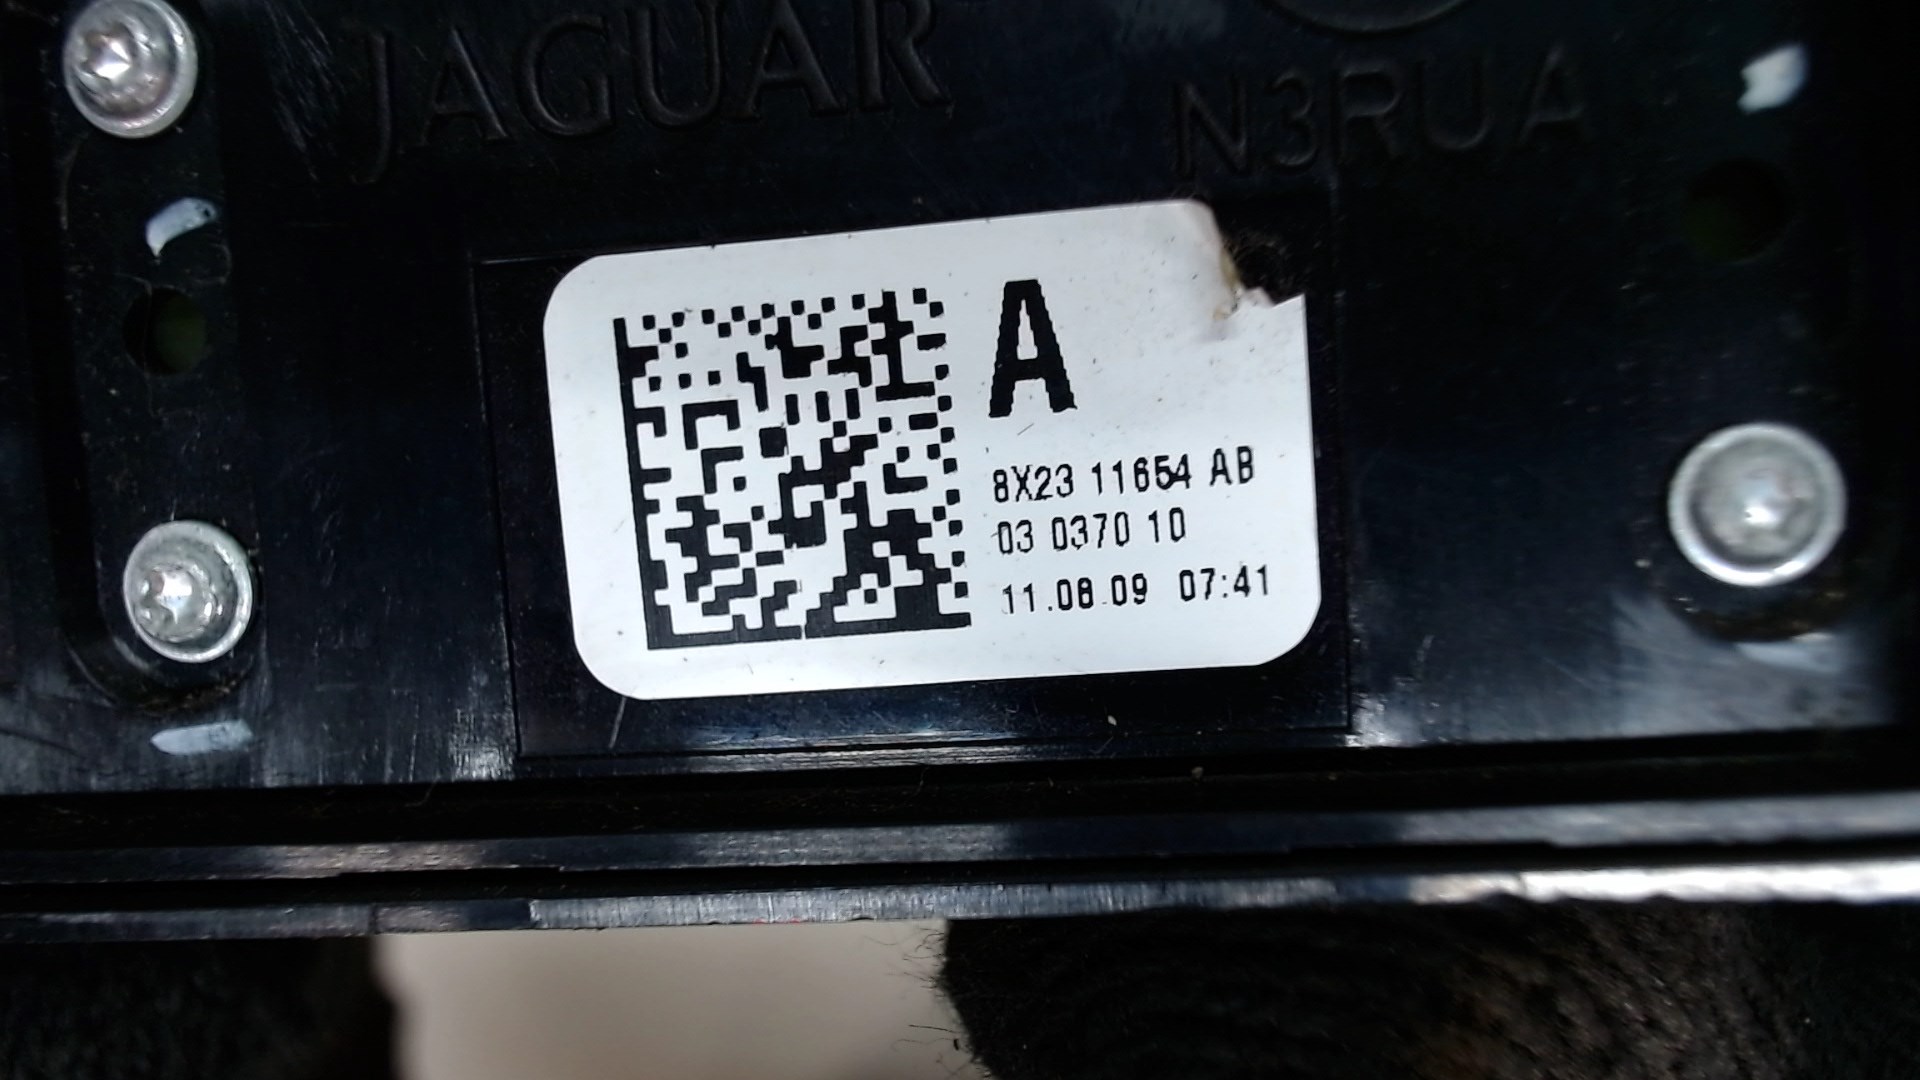 JAGUAR
N3RUA
A
8X23 11654 AB
03 0370 10
11.08.09 07:41